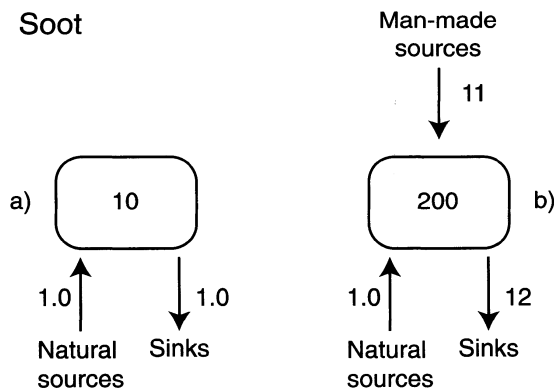 Soot
Man-made
sources
11
a)
10
200
b)
1.0
1.0
1.0
12
Natural
sources
Sinks
Natural
sources
Sinks